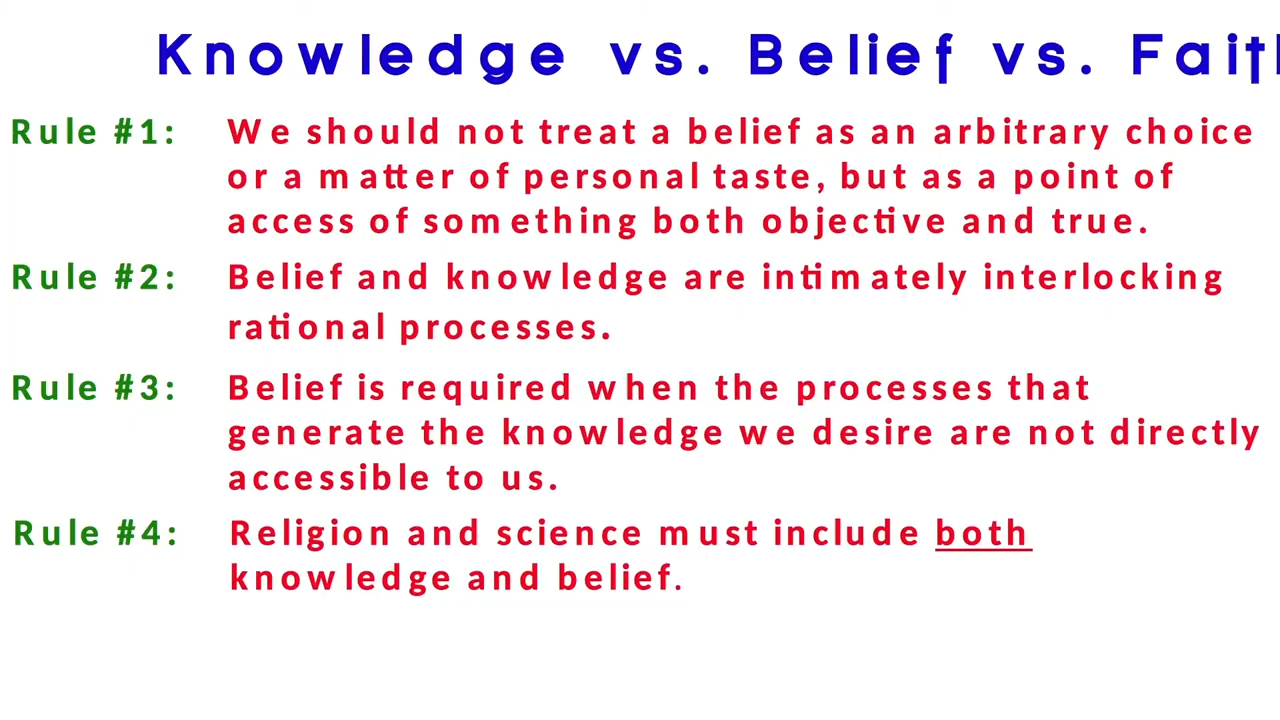 Knowledge vs. Belief vs. Fait
Rule #1: We should not treat a belief as an arbitrary choice
or a matter of personal taste, but as a point of
access of something both objective and true.
Rule #2: Belief and knowledge are intimately interlocking
rational processes.
Rule #3: Belief is required when the processes that
generate the knowledge we desire are not directly
accessible to us.
Rule #4: Religion and science must include both
knowledge and belief.